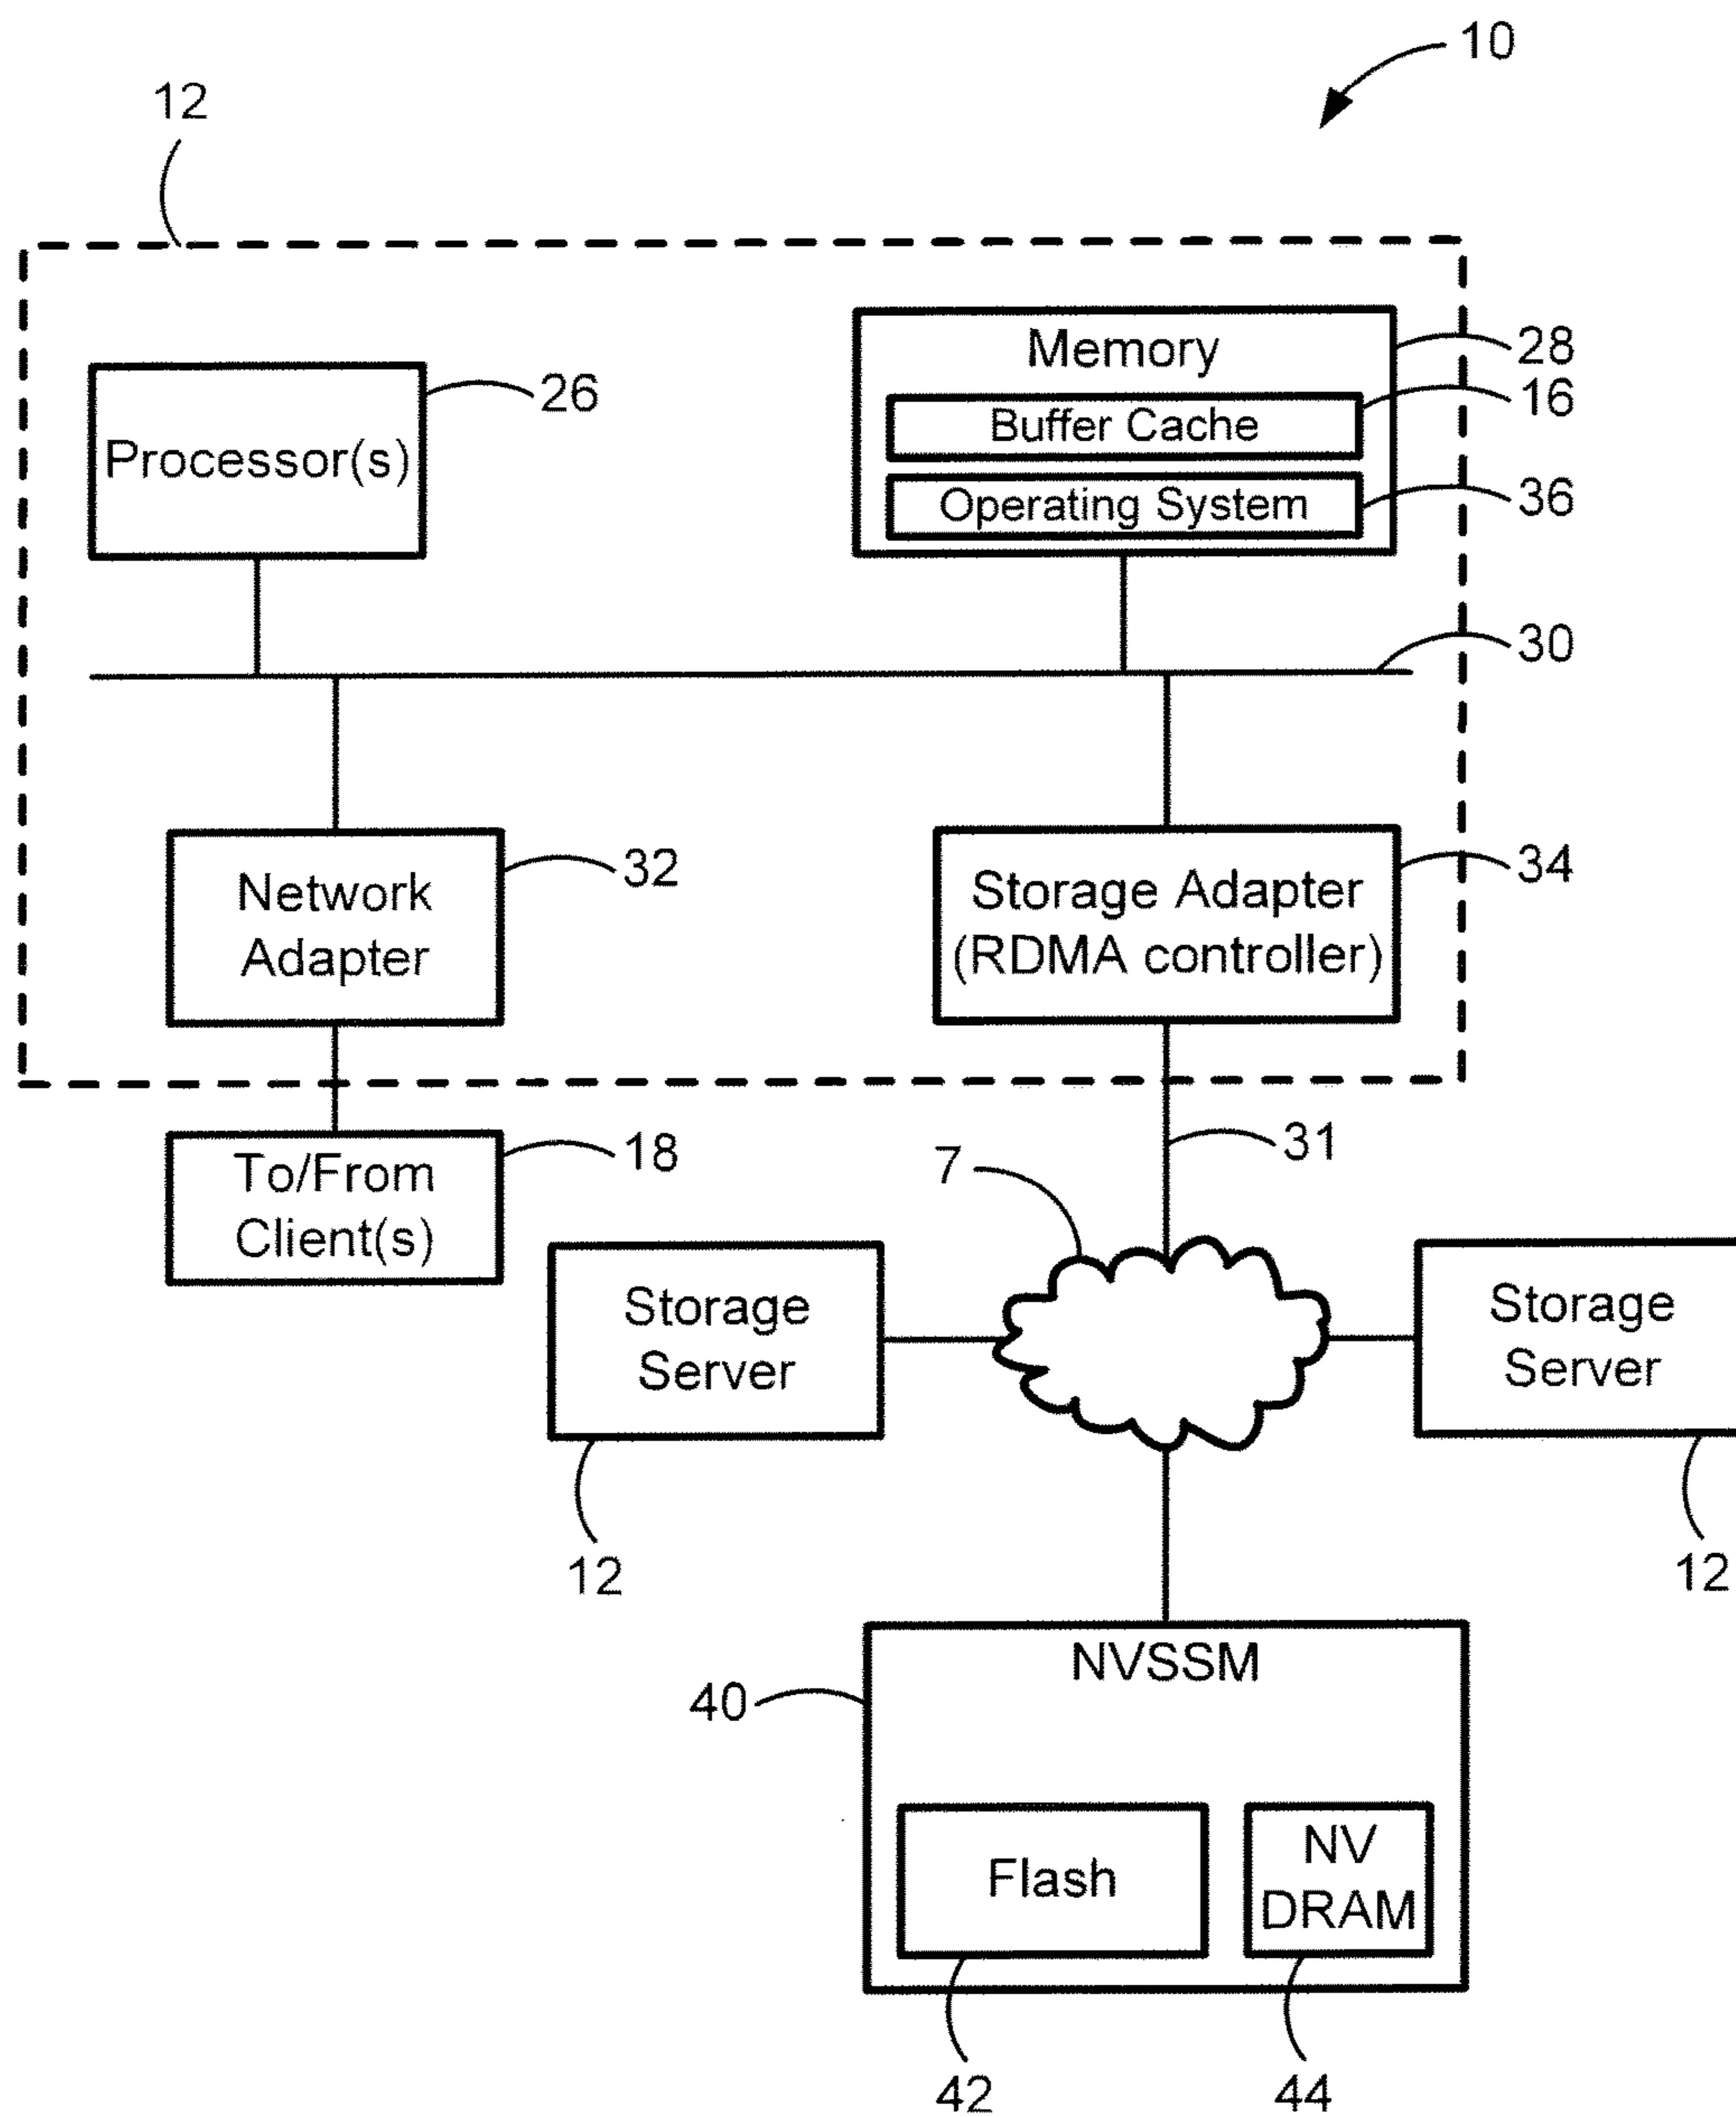 10
12
Memory
28
16
Buffer Cache
26
Processor(s)
36
Operating System
30
32
34
Network
Adapter
Storage Adapter
(RDMA controller)
31
18
7
To/From
Client(s)
Storage
Server
Storage
Server
12
12
NVSSM
40
Flash
NV
DRAM
42
44